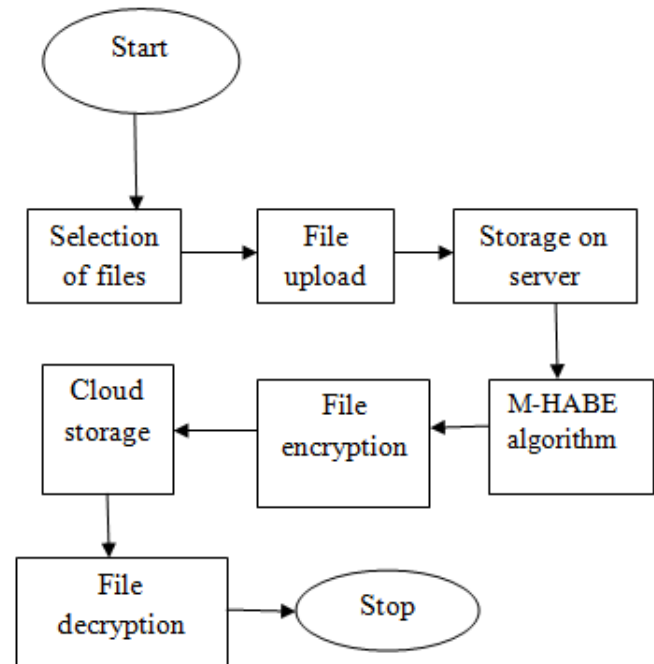 Start
Selection
of files
File
upload
Storage on
server
M-HABE
algorithm
File
encryption
Cloud
storage
File
decryption
Stop